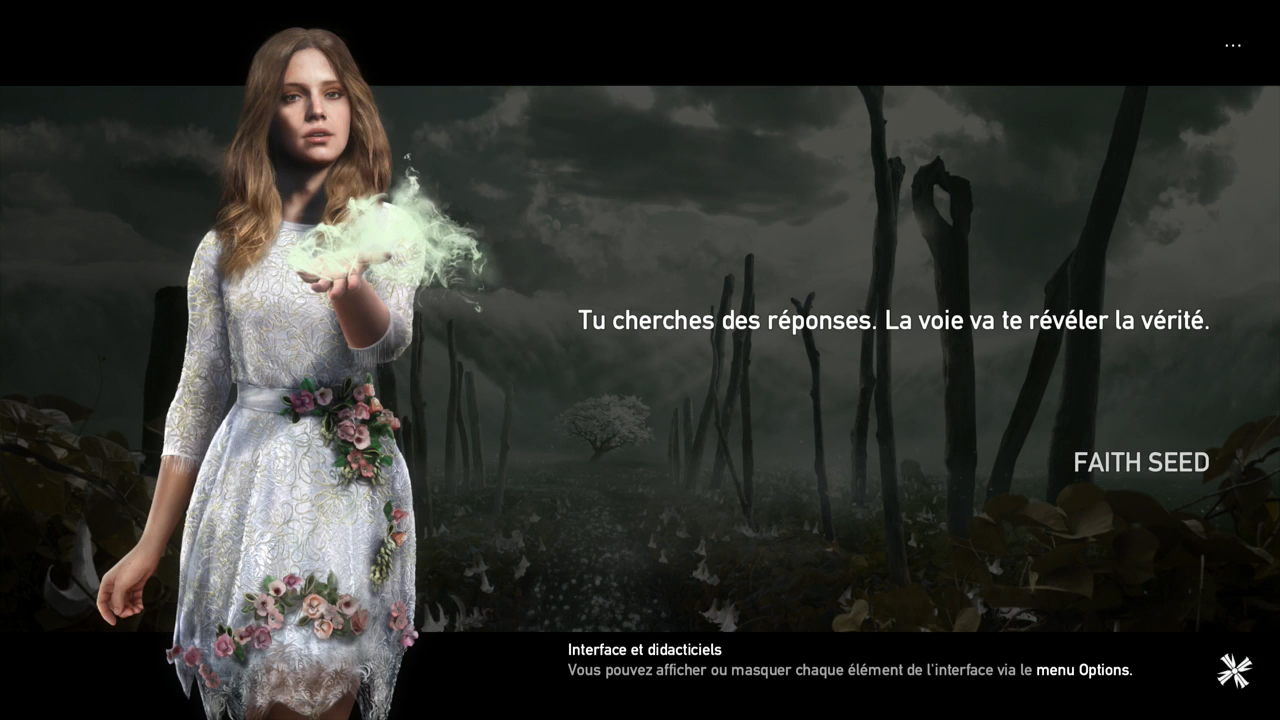 ...
Tu cherches des réponses. La voie va te révéler la vérité.
FAITH SEED
Interface et didacticiels
Vous pouvez afficher ou masquer chaque élément de l'interface via le menu Options.